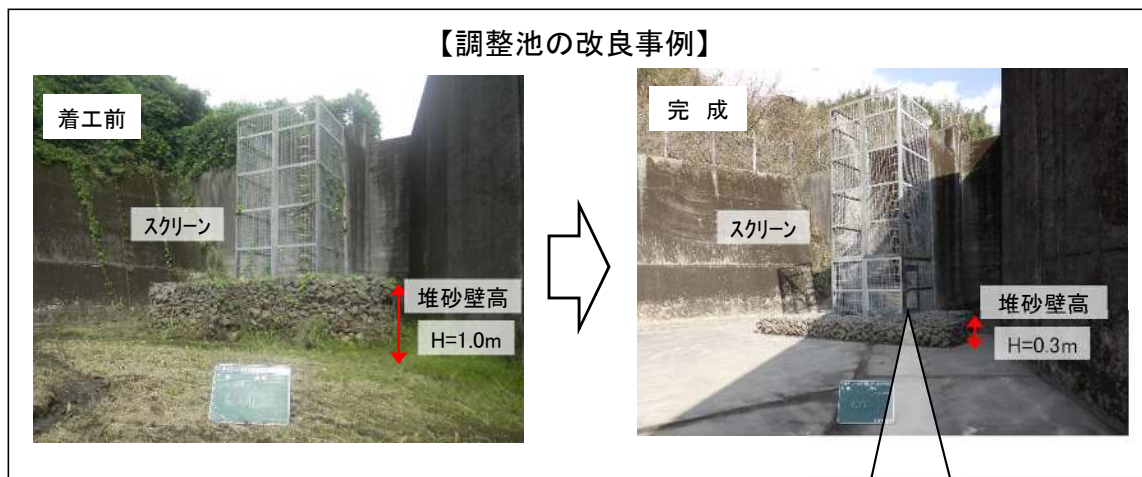 【調整池の改良事例】
着工前
スクリーン
堆砂壁高
H=1.0m
完 成
スクリーン
堆砂壁高
H=0.3m